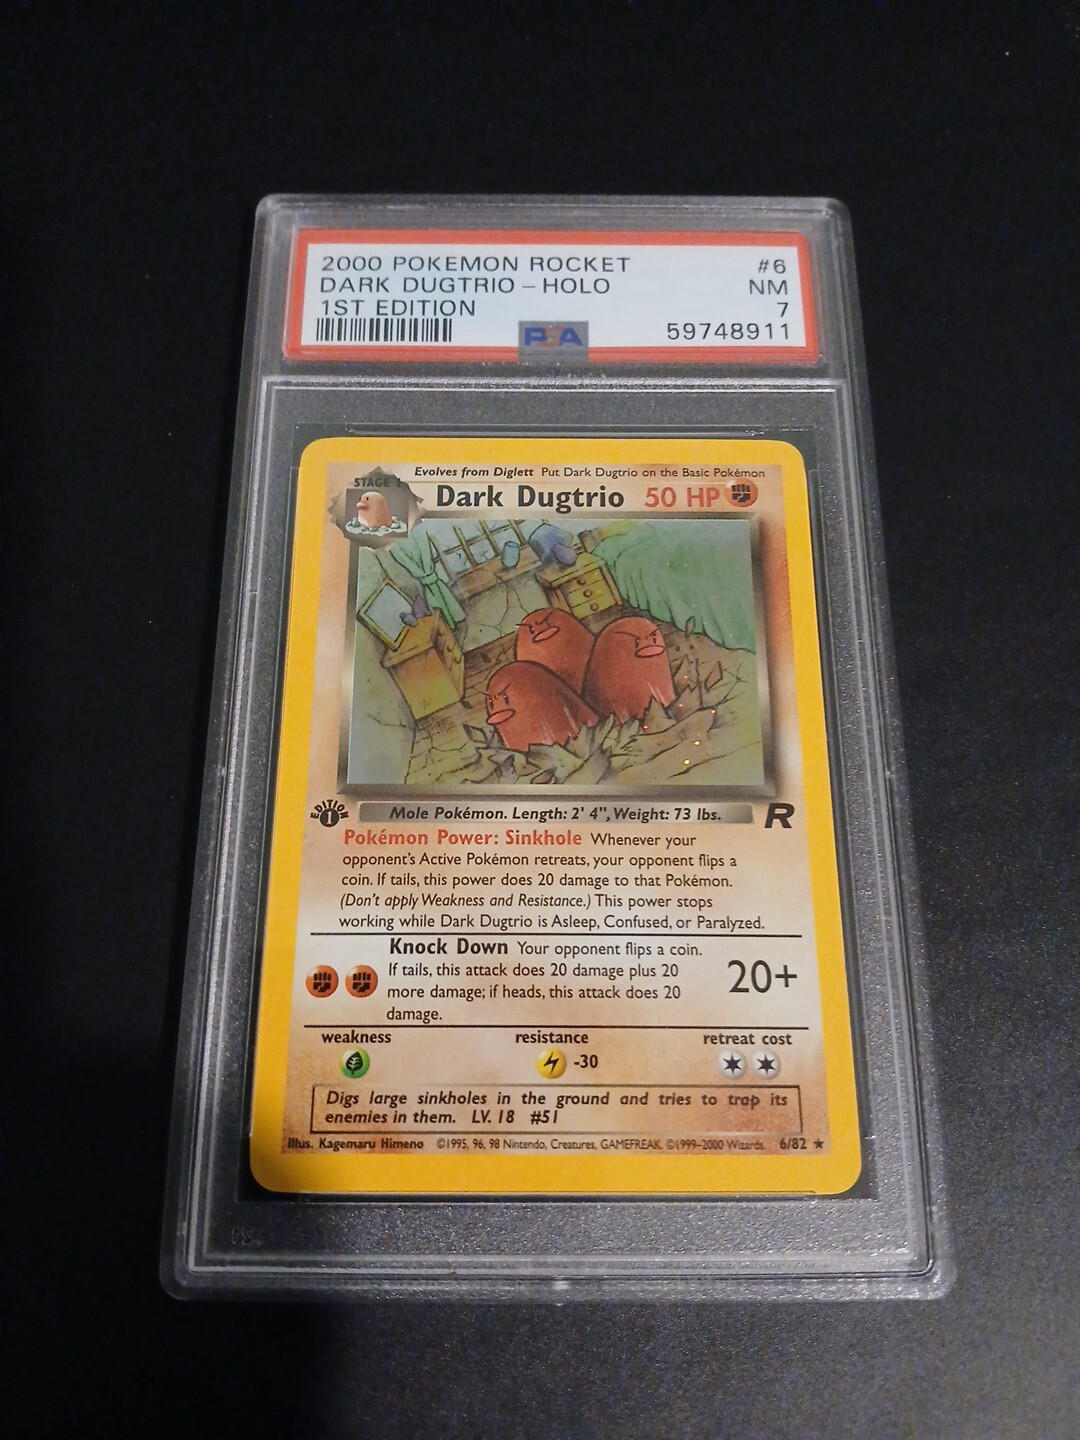 2000 POKEMON ROCKET #6
DARK DUGTRIO - HOLO NM
1ST EDITION 7
PSA 59748911
Evolves from Diglett Put Dark Dugtrio on the Basic Pokémon
STAGE 1
Dark Dugtrio 50 HP
EDITION 1
Mole Pokémon. Length: 2' 4", Weight: 73 lbs. R
Pokémon Power: Sinkhole Whenever your
opponent's Active Pokémon retreats, your opponent flips a
coin. If tails, this power does 20 damage to that Pokémon.
(Don't apply Weakness and Resistance.) This power stops
working while Dark Dugtrio is Asleep, Confused, or Paralyzed.
Knock Down Your opponent flips a coin.
If tails, this attack does 20 damage plus 20
more damage; if heads, this attack does 20
damage.
20+
weakness resistance retreat cost
-30
Digs large sinkholes in the ground and tries to trap its
enemies in them. LV. 18 #51
Illus. Kagemaru Himeno ©1995, 96, 98 Nintendo, Creatures, GAMEFREAK. ©1999-2000 Wizards. 6/82 ★